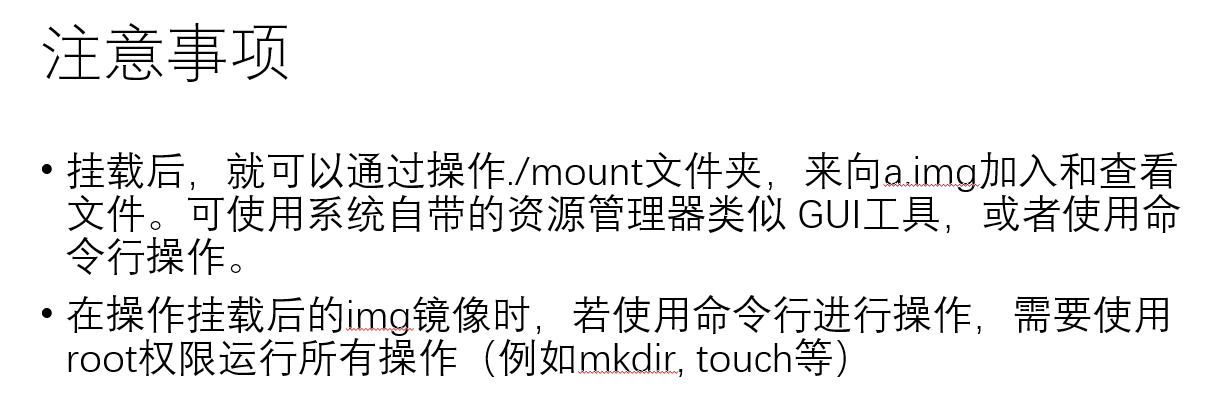 注意事项
• 挂载后，就可以通过操作./mount文件夹，来向a.img加入和查看
文件。可使用系统自带的资源管理器类似 GUI工具，或者使用命
令行操作。
• 在操作挂载后的img镜像时，若使用命令行进行操作，需要使用
root权限运行所有操作（例如mkdir, touch等）